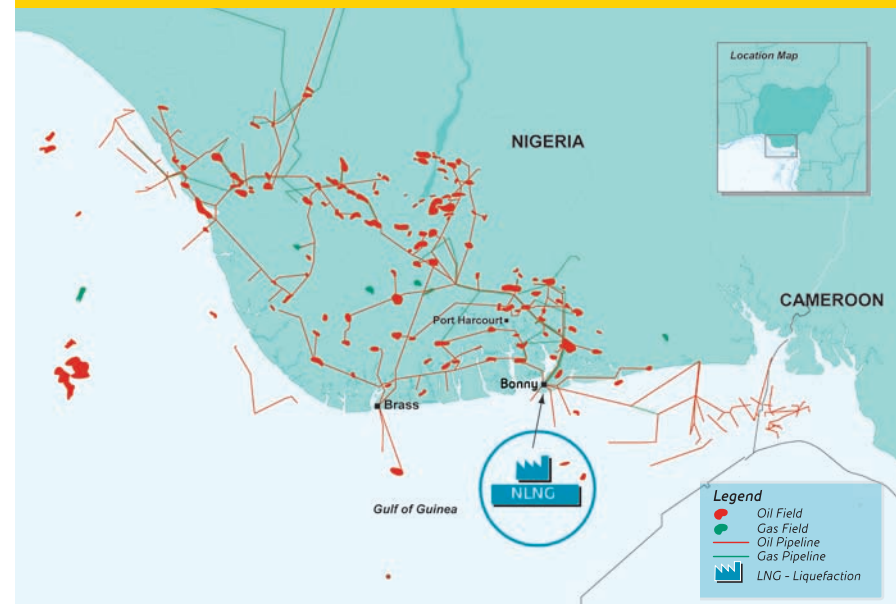 Location Map
NIGERIA
CAMEROON
Port Harcourt
Bonny
Brass
NLNG
Gulf of Guinea
Legend
Oil Field
Gas Field
Oil Pipeline
Gas Pipeline
LNG - Liquefaction